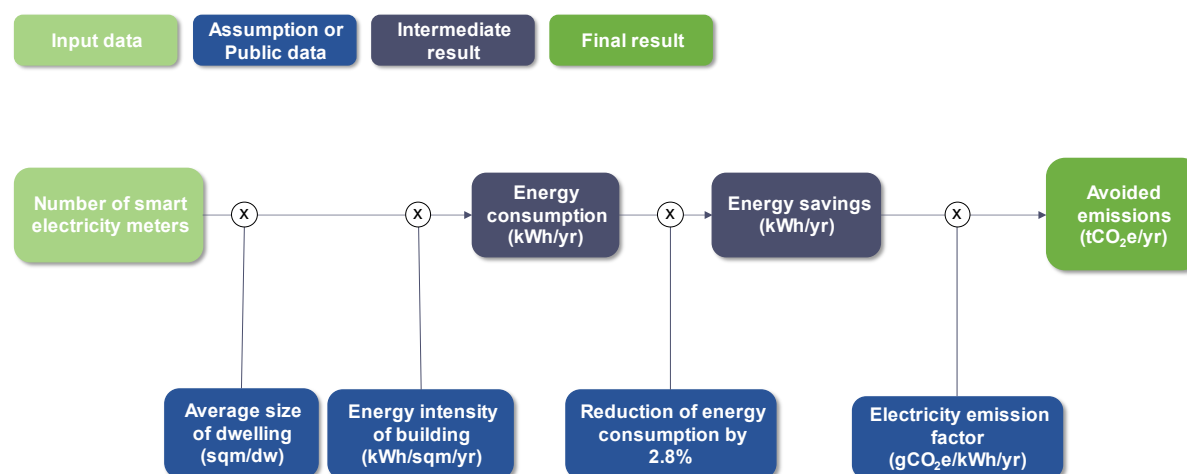 Input data
Assumption or
Public data
Intermediate
result
Final result
Number of smart
electricity meters
X
X
Energy
consumption
(kWh/yr)
X
Energy savings
(kWh/yr)
X
Avoided
emissions
(tCO₂e/yr)
Average size
of dwelling
(sqm/dw)
Energy intensity
of building
(kWh/sqm/yr)
Reduction of energy
consumption by
2.8%
Electricity emission
factor
(gCO₂e/kWh/yr)